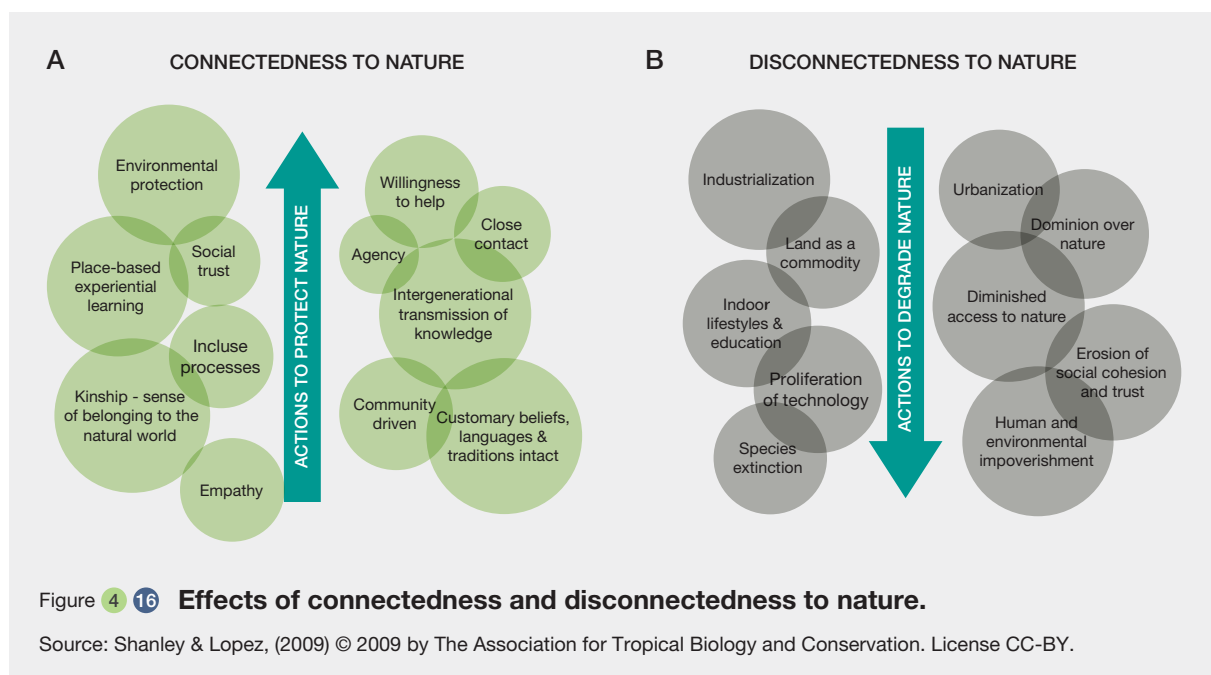 A
CONNECTEDNESS TO NATURE
Environmental
protection
Social
trust
Place-based
experiential
learning
Incluse
processes
Kinship - sense
of belonging to the
natural world
Empathy
ACTIONS TO PROTECT NATURE
Willingness
to help
Close
contact
Agency
Intergenerational
transmission of
knowledge
Community
driven
Customary beliefs,
languages &
traditions intact
B
DISCONNECTEDNESS TO NATURE
Industrialization
Land as a
commodity
Indoor
lifestyles &
education
Proliferation
of technology
Species
extinction
ACTIONS TO DEGRADE NATURE
Urbanization
Dominion over
nature
Diminished
access to nature
Erosion of
social cohesion
and trust
Human and
environmental
impoverishment
Figure 4 16 Effects of connectedness and disconnectedness to nature.
Source: Shanley & Lopez, (2009) © 2009 by The Association for Tropical Biology and Conservation. License CC-BY.